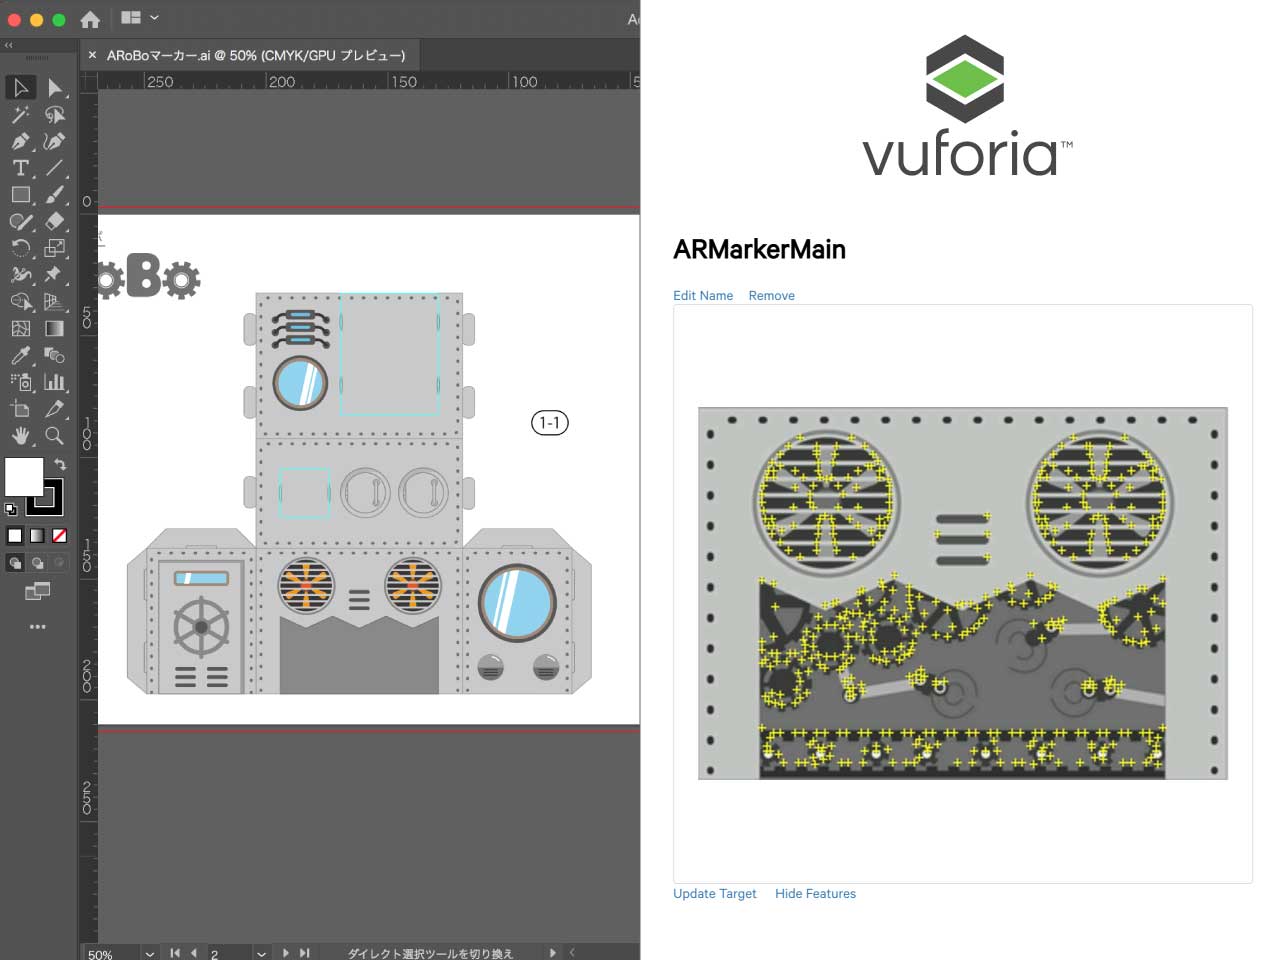 × ARoBoマーカー.ai @ 50% (CMYK/GPU プレビュー)
250 200 150 100
0
50
100
150
200
250
oBo
1-1
50%
2
ダイレクト選択ツールを切り換え
vuforia™
ARMarkerMain
Edit Name Remove
Update Target Hide Features